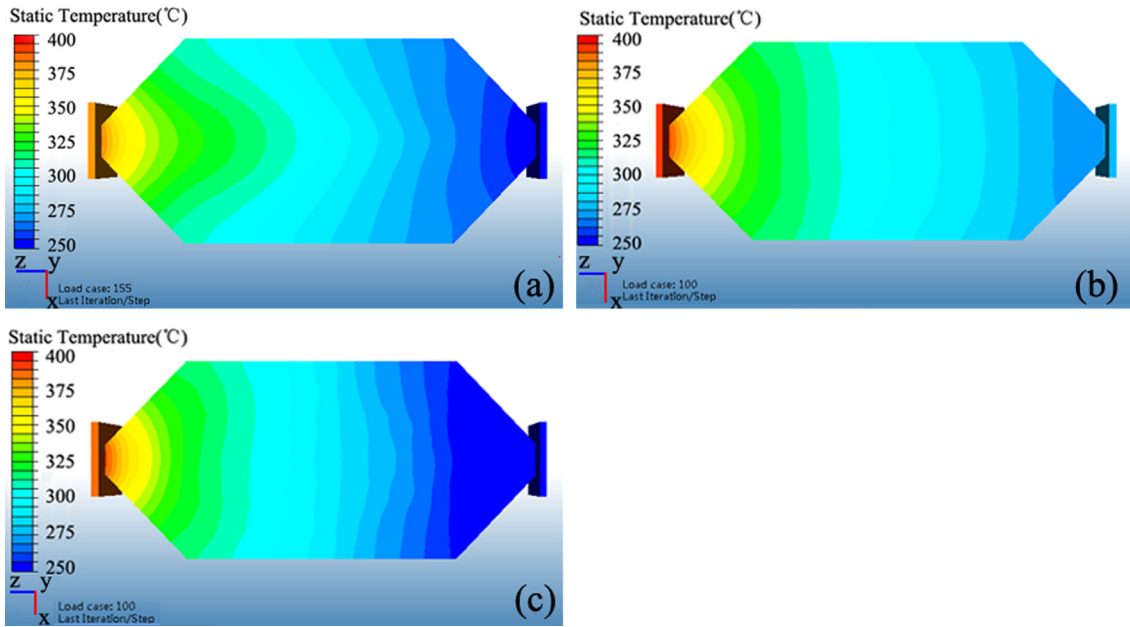 Static Temperature(℃)
400
375
350
325
300
275
250
z y
x
Load case: 155
Last Iteration/Step
(a)
Static Temperature(℃)
400
375
350
325
300
275
250
z y
x
Load case: 100
Last Iteration/Step
(b)
Static Temperature(℃)
400
375
350
325
300
275
250
z y
x
Load case: 100
Last Iteration/Step
(c)